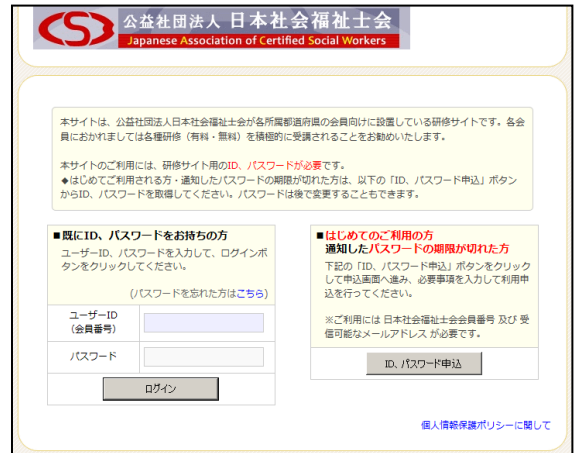 公益社団法人 日本社会福祉士会
Japanese Association of Certified Social Workers
本サイトは、公益社団法人日本社会福祉士会が各所属都道府県の会員向けに設置している研修サイトです。各会
員におかれましては各種研修（有料・無料）を積極的に受講されることをお勧めいたします。
本サイトのご利用には、研修サイト用のID、パスワードが必要です。
◆はじめてご利用される方・通知したパスワードの期限が切れた方は、以下の「ID、パスワード申込」ボタン
からID、パスワードを取得してください。パスワードは後で変更することもできます。
■既にID、パスワードをお持ちの方
ユーザーID、パスワードを入力して、ログインボ
タンをクリックしてください。
(パスワードを忘れた方はこちら)
ユーザーID
（会員番号）
パスワード
ログイン
■はじめてのご利用の方
通知したパスワードの期限が切れた方
下記の「ID、パスワード申込」ボタンをクリック
して申込画面へ進み、必要事項を入力して利用申
込を行ってください。
※ご利用には 日本社会福祉士会会員番号 及び 受
信可能なメールアドレス が必要です。
ID、パスワード申込
個人情報保護ポリシーに関して